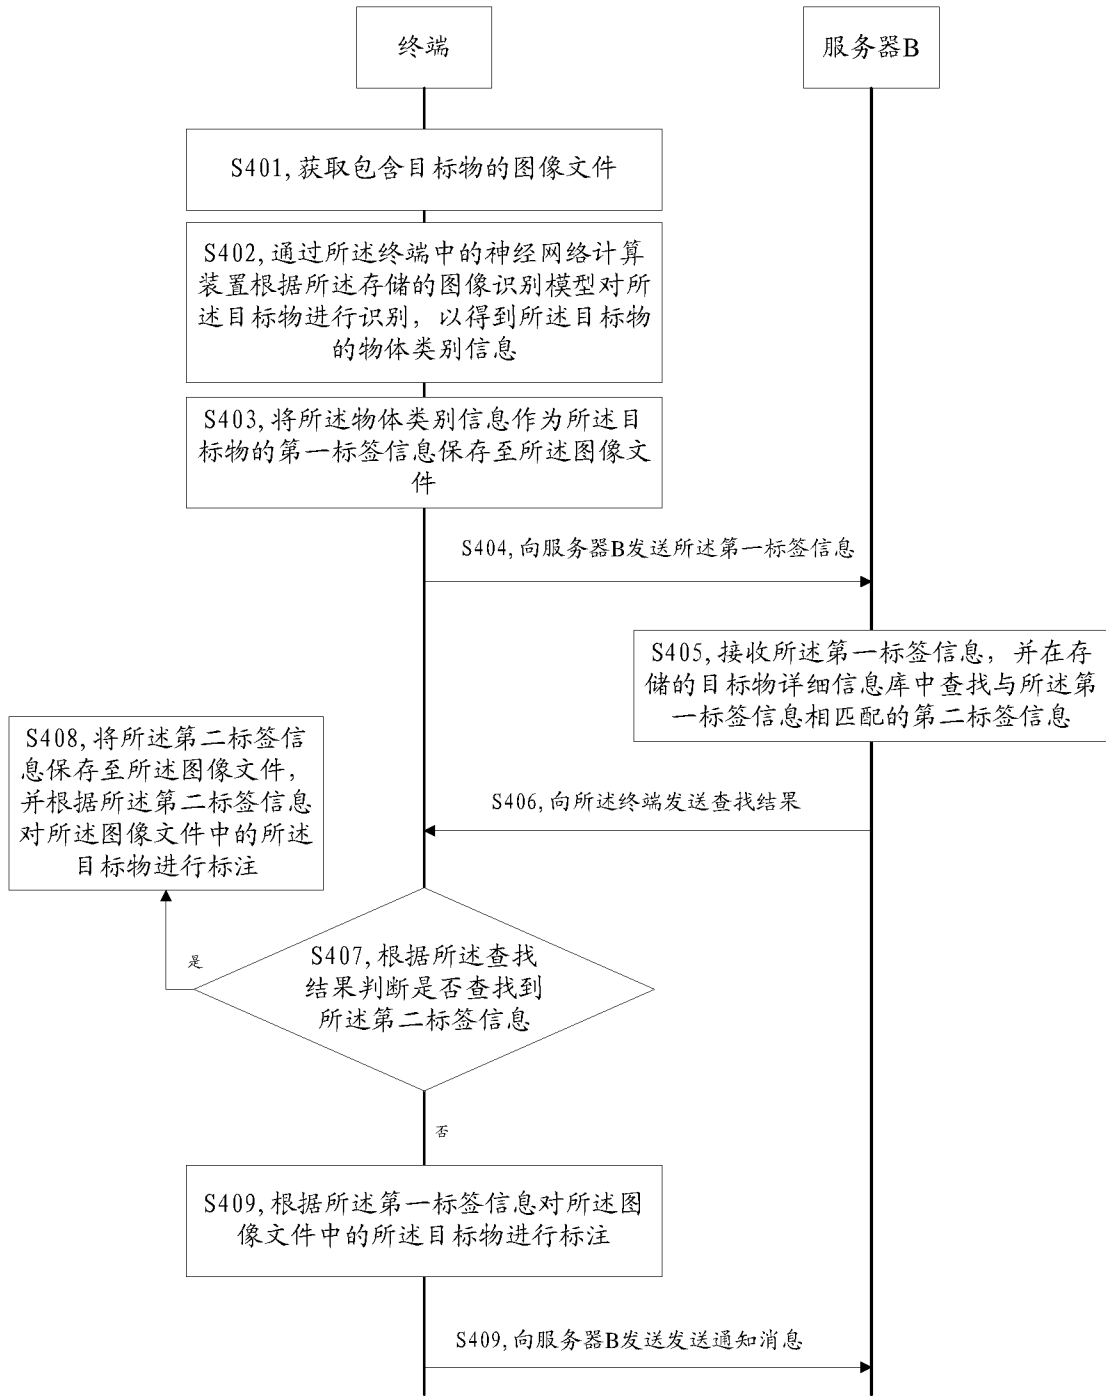 终端
服务器B
S401,获取包含目标物的图像文件
S402,通过所述终端中的神经网络计算
装置根据所述存储的图像识别模型对所
述目标物进行识别，以得到所述目标物
的物体类别信息
S403,将所述物体类别信息作为所述目
标物的第一标签信息保存至所述图像文
件
S404,向服务器B发送所述第一标签信息
S405,接收所述第一标签信息，并在存
储的目标物详细信息库中查找与所述第
一标签信息相匹配的第二标签信息
S406,向所述终端发送查找结果
S408,将所述第二标签信
息保存至所述图像文件，
并根据所述第二标签信息
对所述图像文件中的所述
目标物进行标注
S407,根据所述查找
结果判断是否查找到
所述第二标签信息
是
否
S409,根据所述第一标签信息对所述图
像文件中的所述目标物进行标注
S409,向服务器B发送发送通知消息